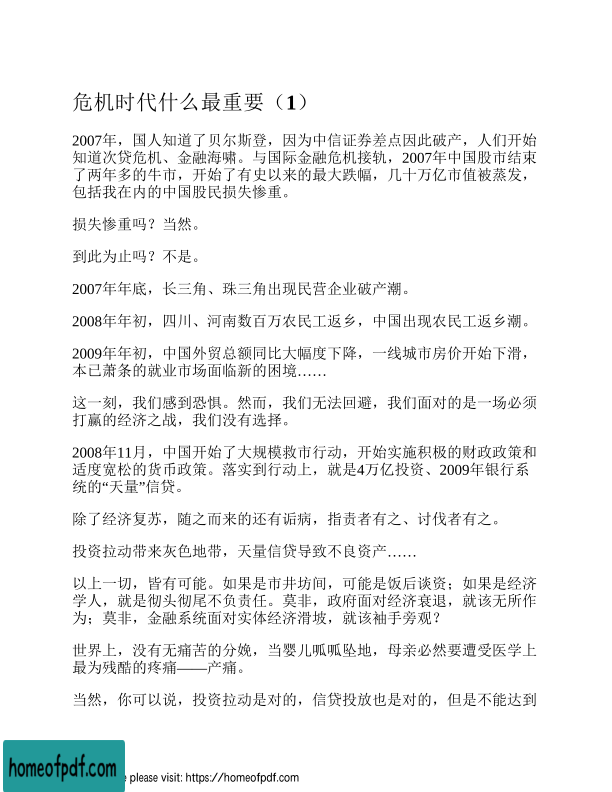 危机时代什么最重要（1）
2007年，国人知道了贝尔斯登，因为中信证券差点因此破产，人们开始
知道次贷危机、金融海啸。与国际金融危机接轨，2007年中国股市结束
了两年多的牛市，开始了有史以来的最大跌幅，几十万亿市值被蒸发，
包括我在内的中国股民损失惨重。
损失惨重吗？当然。
到此为止吗？不是。
2007年年底，长三角、珠三角出现民营企业破产潮。
2008年年初，四川、河南数百万农民工返乡，中国出现农民工返乡潮。
2009年年初，中国外贸总额同比大幅度下降，一线城市房价开始下滑，
本已萧条的就业市场面临新的困境……
这一刻，我们感到恐惧。然而，我们无法回避，我们面对的是一场必须
打赢的经济之战，我们没有选择。
2008年11月，中国开始了大规模救市行动，开始实施积极的财政政策和
适度宽松的货币政策。落实到行动上，就是4万亿投资、2009年银行系
统的“天量”信贷。
除了经济复苏，随之而来的还有诟病，指责者有之、讨伐者有之。
投资拉动带来灰色地带，天量信贷导致不良资产……
以上一切，皆有可能。如果是市井坊间，可能是饭后谈资；如果是经济
学人，就是彻头彻尾不负责任。莫非，政府面对经济衰退，就该无所作
为；莫非，金融系统面对实体经济滑坡，就该袖手旁观？
世界上，没有无痛苦的分娩，当婴儿呱呱坠地，母亲必然要遭受医学上
最为残酷的疼痛——产痛。
当然，你可以说，投资拉动是对的，信贷投放也是对的，但是不能达到
homeofpdf.com
please visit: https://homeofpdf.com